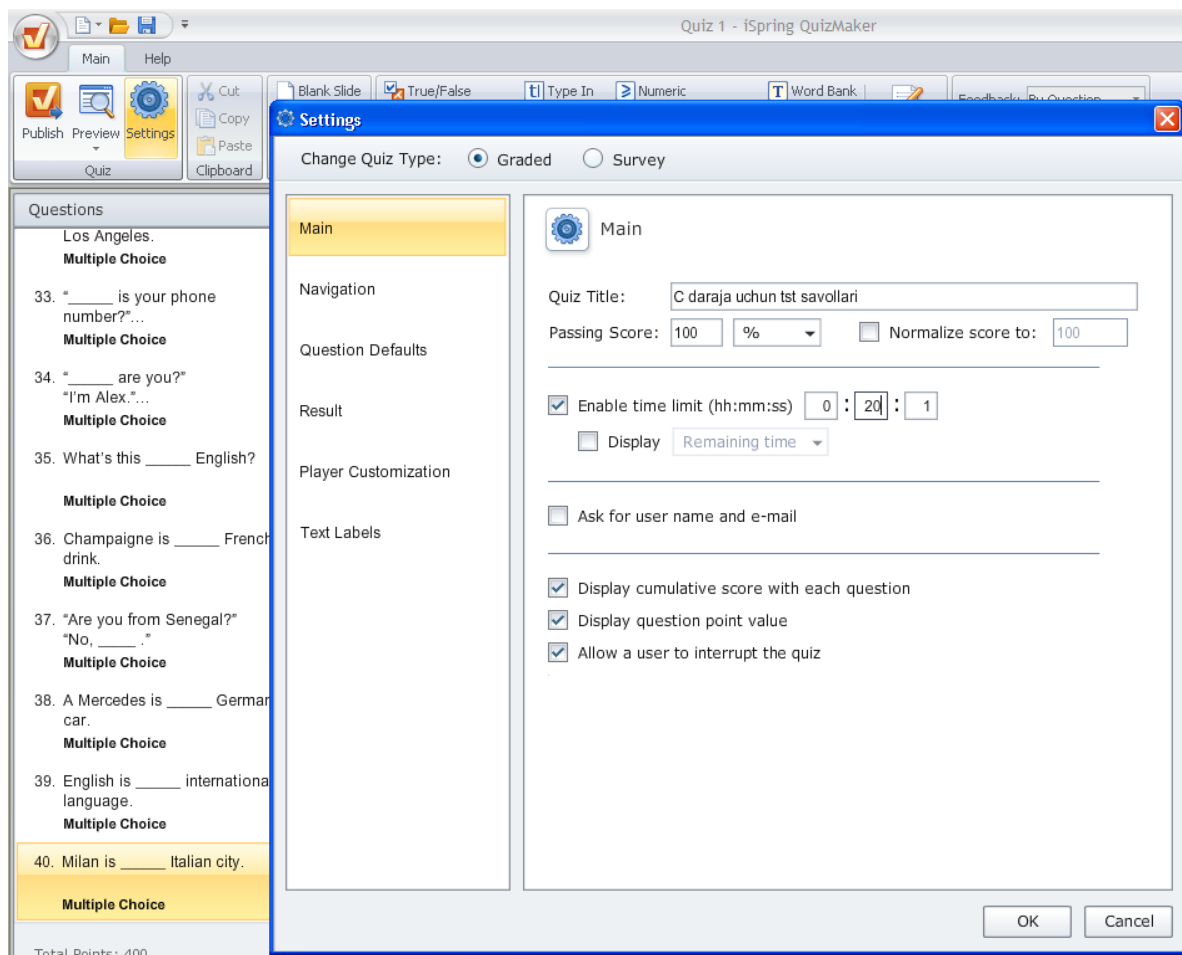 Quiz 1 - iSpring QuizMaker
Main Help
Cut Blank Slide True/False Type In Numeric Word Bank
Feedback: By Question
Publish Preview Settings Copy
Paste
Quiz Clipboard
Settings
Change Quiz Type: Graded Survey
Questions
Los Angeles.
Multiple Choice
33. “_____ is your phone
number?”...
Multiple Choice
34. “_____ are you?”
“I'm Alex.”...
Multiple Choice
35. What's this _____ English?
Multiple Choice
36. Champaigne is _____ French
drink.
Multiple Choice
37. “Are you from Senegal?”
“No, _____ .”
Multiple Choice
38. A Mercedes is _____ German
car.
Multiple Choice
39. English is _____ internationa
language.
Multiple Choice
40. Milan is _____ Italian city.
Multiple Choice
Total Points: 400
Main
Navigation
Question Defaults
Result
Player Customization
Text Labels
Main
Quiz Title: C daraja uchun tst savollari
Passing Score: 100 % Normalize score to: 100
Enable time limit (hh:mm:ss) 0 : 20 : 1
Display Remaining time
Ask for user name and e-mail
Display cumulative score with each question
Display question point value
Allow a user to interrupt the quiz
OK Cancel